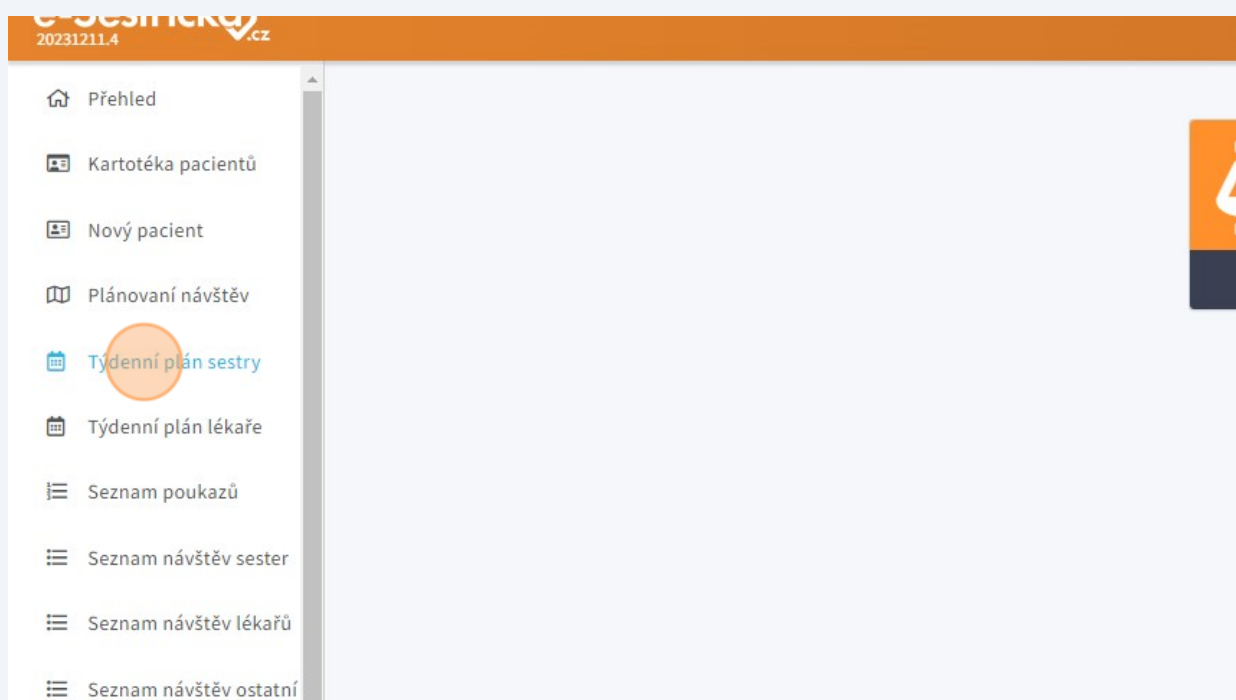 e-Sestřička
.cz
20231211.4
Přehled
Kartotéka pacientů
Nový pacient
Plánovaní návštěv
Týdenní plán sestry
Týdenní plán lékaře
Seznam poukazů
Seznam návštěv sester
Seznam návštěv lékařů
Seznam návštěv ostatní